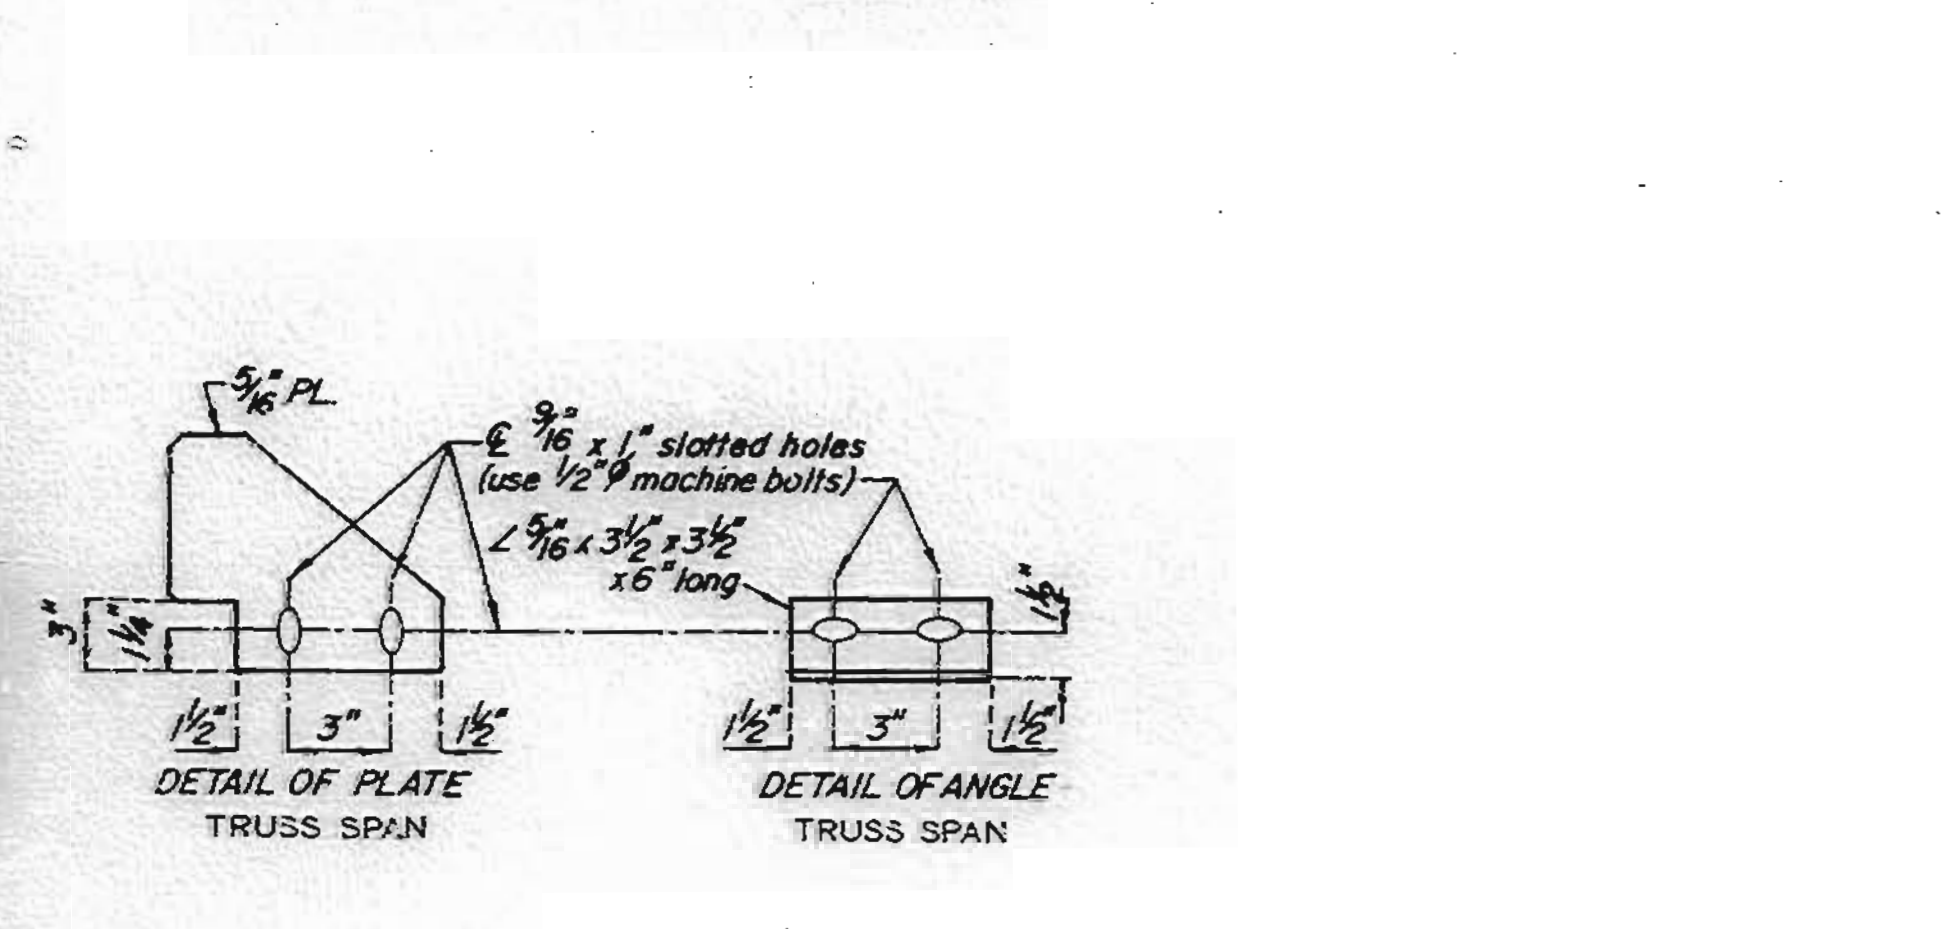 5/16" PL.
℄ 9/16" x 1" slotted holes
(use 1/2"φ machine bolts)
∠ 5/16" x 3 1/2" x 3 1/2"
x 6" long
3"
1 1/4"
1 1/2"
1 1/2" 3" 1 1/2"
1 1/2" 3" 1 1/2"
DETAIL OF PLATE
TRUSS SPAN
DETAIL OF ANGLE
TRUSS SPAN